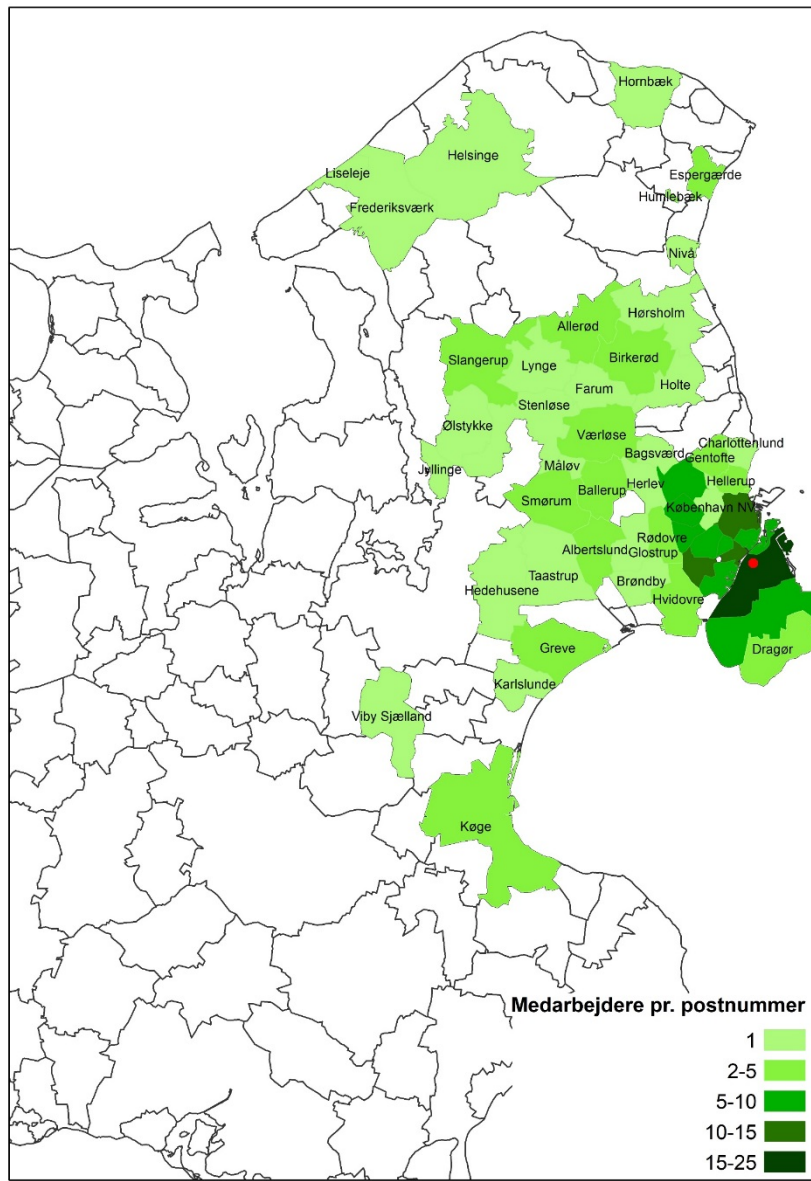 Hornbæk
Helsinge
Liseleje
Espergærde
Humlebæk
Frederiksværk
Nivå
Hørsholm
Allerød
Slangerup
Birkerød
Lynge
Farum
Holte
Stenløse
Ølstykke
Værløse
Charlottenlund
Bagsværd
Gentofte
Jyllinge
Måløv
Ballerup
Herlev
Hellerup
Smørum
København NV
Rødovre
Albertslund
Glostrup
Taastrup
Hedehusene
Brøndby
Hvidovre
Greve
Dragør
Karlslunde
Viby Sjælland
Køge
Medarbejdere pr. postnummer
1
2-5
5-10
10-15
15-25